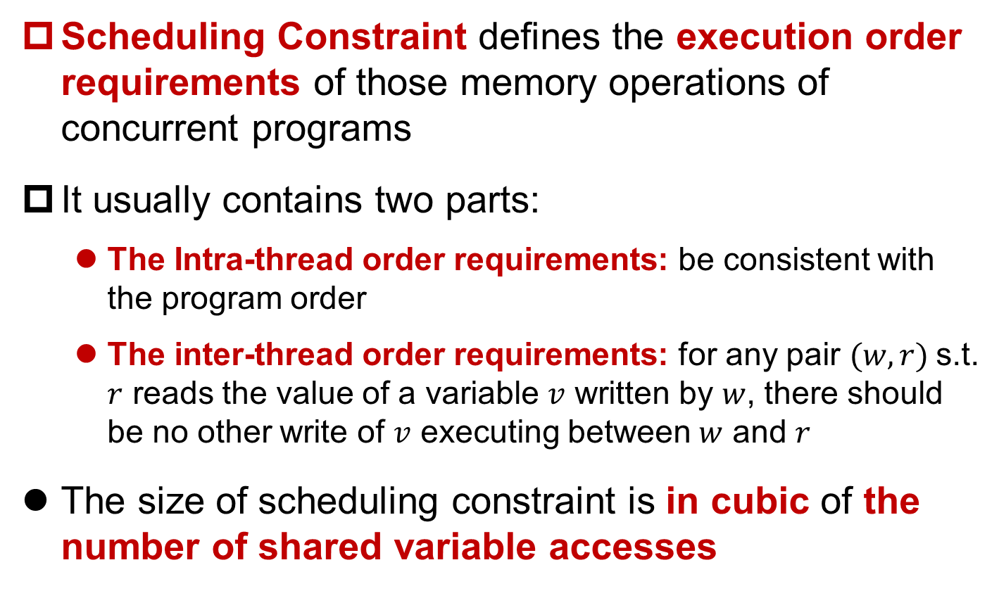 Scheduling Constraint defines the execution order
requirements of those memory operations of
concurrent programs
It usually contains two parts:
The Intra-thread order requirements: be consistent with
the program order
The inter-thread order requirements: for any pair (w, r) s.t.
r reads the value of a variable v written by w, there should
be no other write of v executing between w and r
The size of scheduling constraint is in cubic of the
number of shared variable accesses